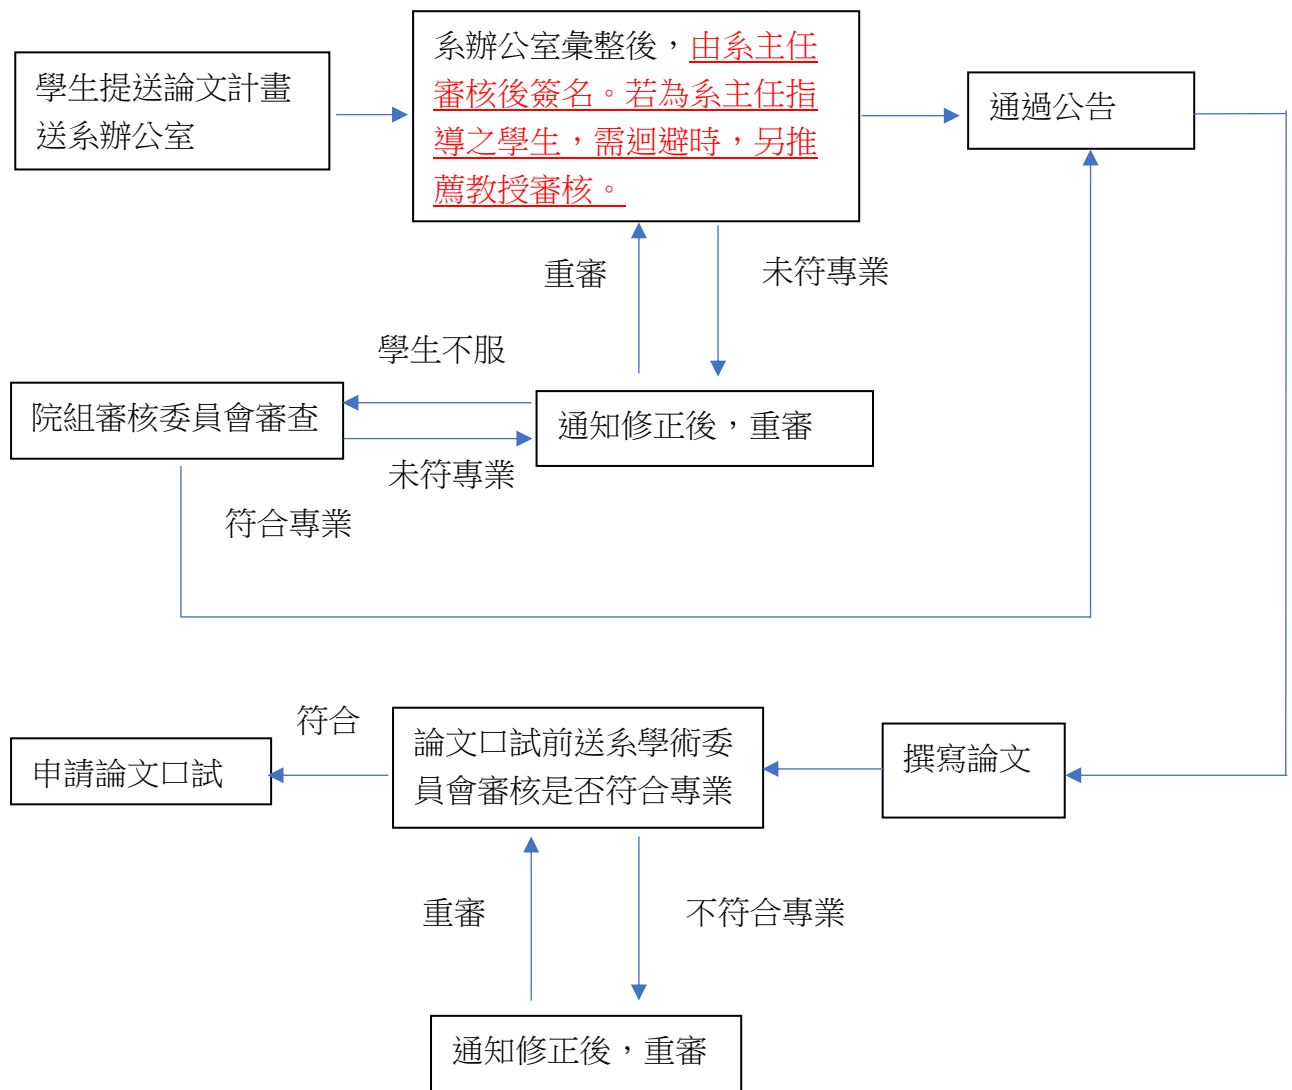 學生提送論文計畫
送系辦公室
系辦公室彙整後，由系主任
審核後簽名。若為系主任指
導之學生，需迴避時，另推
薦教授審核。
通過公告
重審
未符專業
學生不服
院組審核委員會審查
通知修正後，重審
未符專業
符合專業
符合
申請論文口試
論文口試前送系學術委
員會審核是否符合專業
撰寫論文
重審
不符合專業
通知修正後，重審